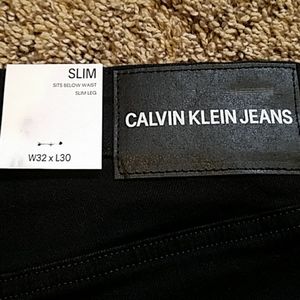 SLIM
SITS BELOW WAIST
SLIM LEG
W32 x L30
CALVIN KLEIN JEANS